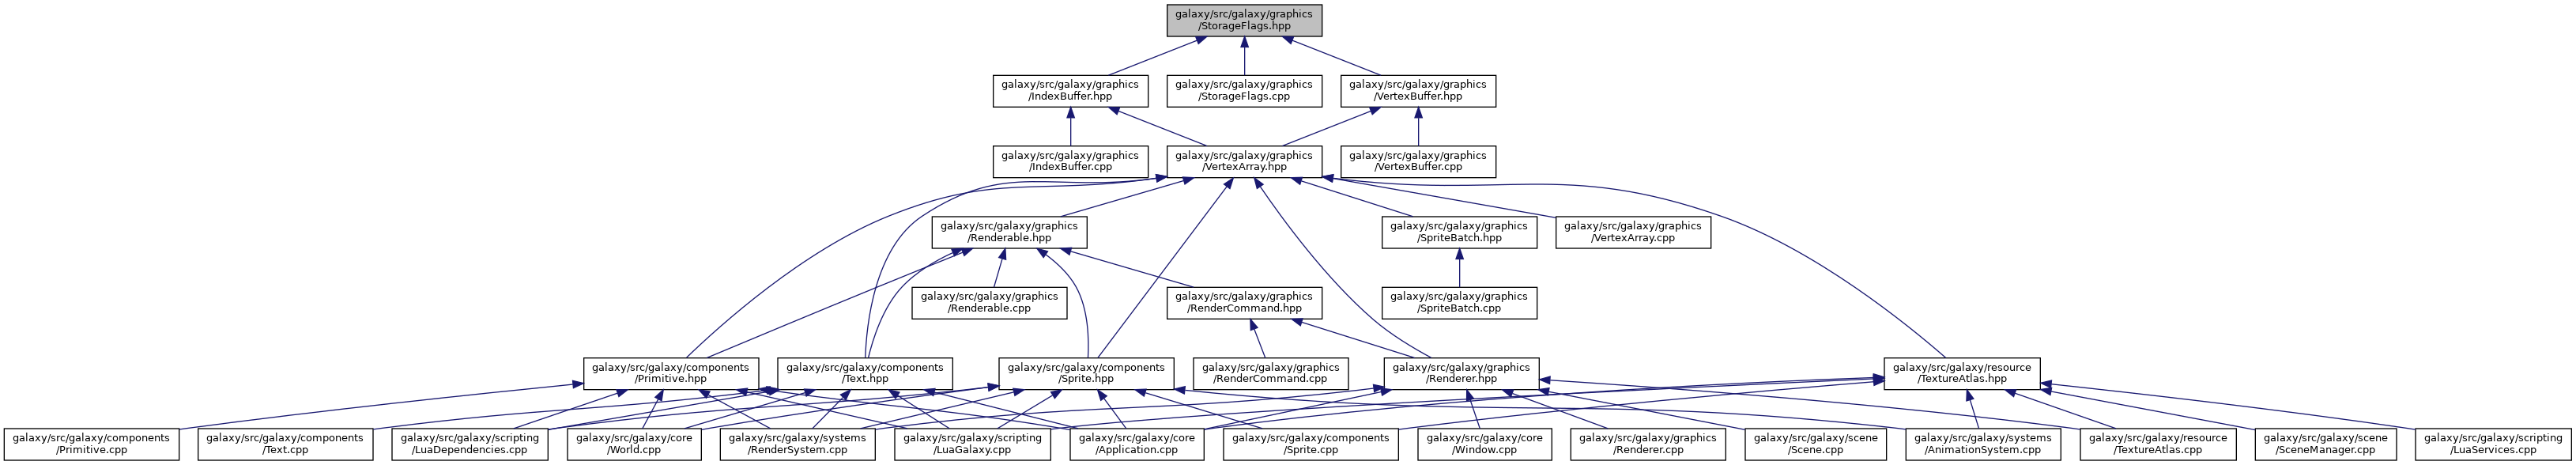 galaxy/src/galaxy/graphics
/StorageFlags.hpp
galaxy/src/galaxy/graphics
/IndexBuffer.hpp
galaxy/src/galaxy/graphics
/StorageFlags.cpp
galaxy/src/galaxy/graphics
/VertexBuffer.hpp
galaxy/src/galaxy/graphics
/IndexBuffer.cpp
galaxy/src/galaxy/graphics
/VertexArray.hpp
galaxy/src/galaxy/graphics
/VertexBuffer.cpp
galaxy/src/galaxy/graphics
/Renderable.hpp
galaxy/src/galaxy/graphics
/SpriteBatch.hpp
galaxy/src/galaxy/graphics
/VertexArray.cpp
galaxy/src/galaxy/graphics
/Renderable.cpp
galaxy/src/galaxy/graphics
/RenderCommand.hpp
galaxy/src/galaxy/graphics
/SpriteBatch.cpp
galaxy/src/galaxy/components
/Primitive.hpp
galaxy/src/galaxy/components
/Text.hpp
galaxy/src/galaxy/components
/Sprite.hpp
galaxy/src/galaxy/graphics
/RenderCommand.cpp
galaxy/src/galaxy/graphics
/Renderer.hpp
galaxy/src/galaxy/resource
/TextureAtlas.hpp
galaxy/src/galaxy/components
/Primitive.cpp
galaxy/src/galaxy/components
/Text.cpp
galaxy/src/galaxy/scripting
/LuaDependencies.cpp
galaxy/src/galaxy/core
/World.cpp
galaxy/src/galaxy/systems
/RenderSystem.cpp
galaxy/src/galaxy/scripting
/LuaGalaxy.cpp
galaxy/src/galaxy/core
/Application.cpp
galaxy/src/galaxy/components
/Sprite.cpp
galaxy/src/galaxy/core
/Window.cpp
galaxy/src/galaxy/graphics
/Renderer.cpp
galaxy/src/galaxy/scene
/Scene.cpp
galaxy/src/galaxy/systems
/AnimationSystem.cpp
galaxy/src/galaxy/resource
/TextureAtlas.cpp
galaxy/src/galaxy/scene
/SceneManager.cpp
galaxy/src/galaxy/scripting
/LuaServices.cpp